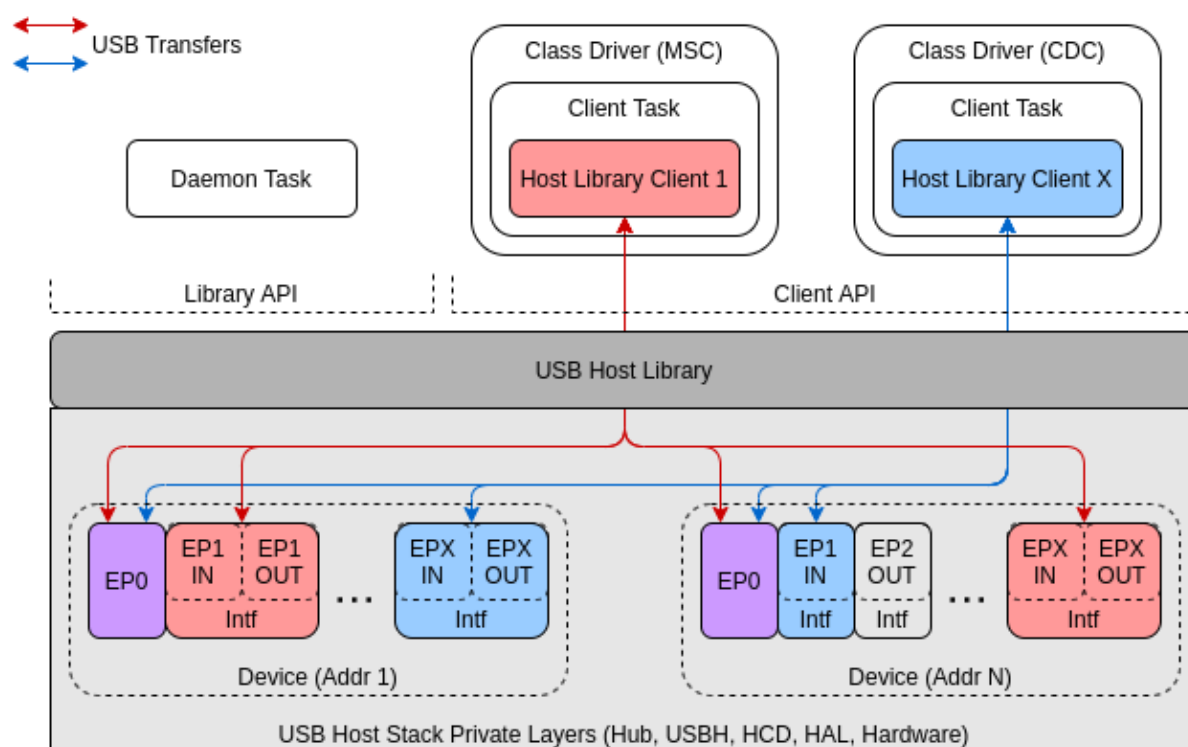 USB Transfers
Class Driver (MSC)
Class Driver (CDC)
Client Task
Client Task
Daemon Task
Host Library Client 1
Host Library Client X
Library API
Client API
USB Host Library
EP0
EP1
IN
EP1
OUT
Intf
...
EPX
IN
EPX
OUT
Intf
Device (Addr 1)
EP0
EP1
IN
Intf
EP2
OUT
Intf
...
EPX
IN
EPX
OUT
Intf
Device (Addr N)
USB Host Stack Private Layers (Hub, USBH, HCD, HAL, Hardware)